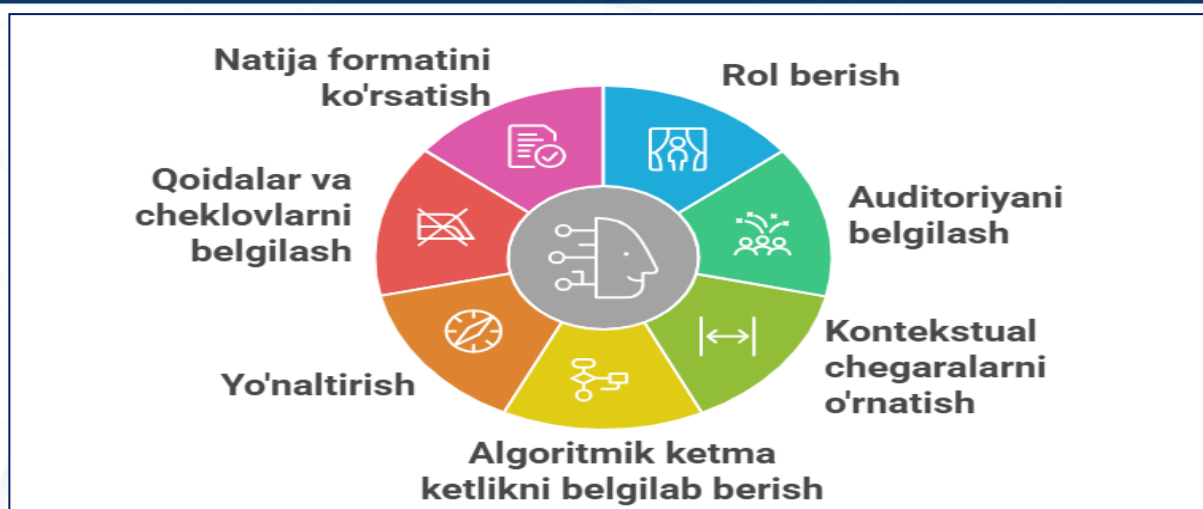 Natija formatini
ko'rsatish
Rol berish
Qoidalar va
cheklovlarni
belgilash
Auditoriyani
belgilash
Yo'naltirish
Kontekstual
chegaralarni
o'rnatish
Algoritmik ketma
ketlikni belgilab berish